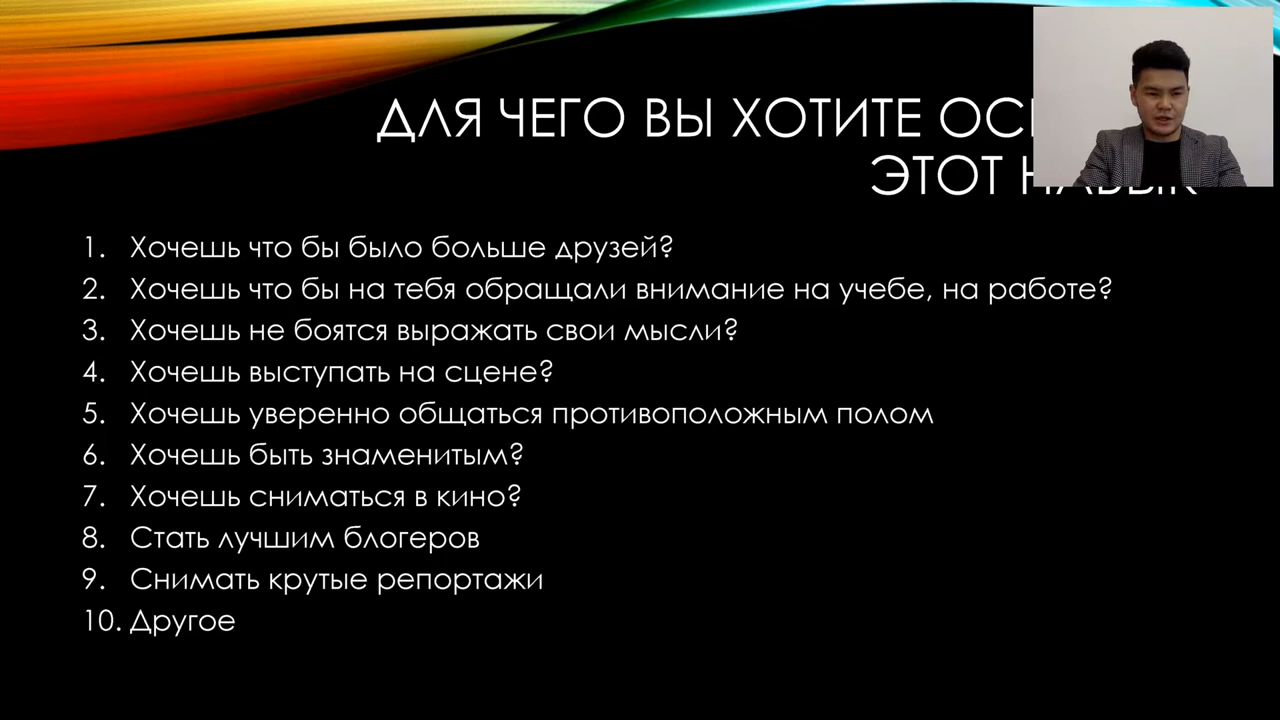 ДЛЯ ЧЕГО ВЫ ХОТИТЕ
ЭТОТ
1. Хочешь что бы было больше друзей?
2. Хочешь что бы на тебя обращали внимание на учебе, на работе?
3. Хочешь не боятся выражать свои мысли?
4. Хочешь выступать на сцене?
5. Хочешь уверенно общаться противоположным полом
6. Хочешь быть знаменитым?
7. Хочешь сниматься в кино?
8. Стать лучшим блогеров
9. Снимать крутые репортажи
10. Другое